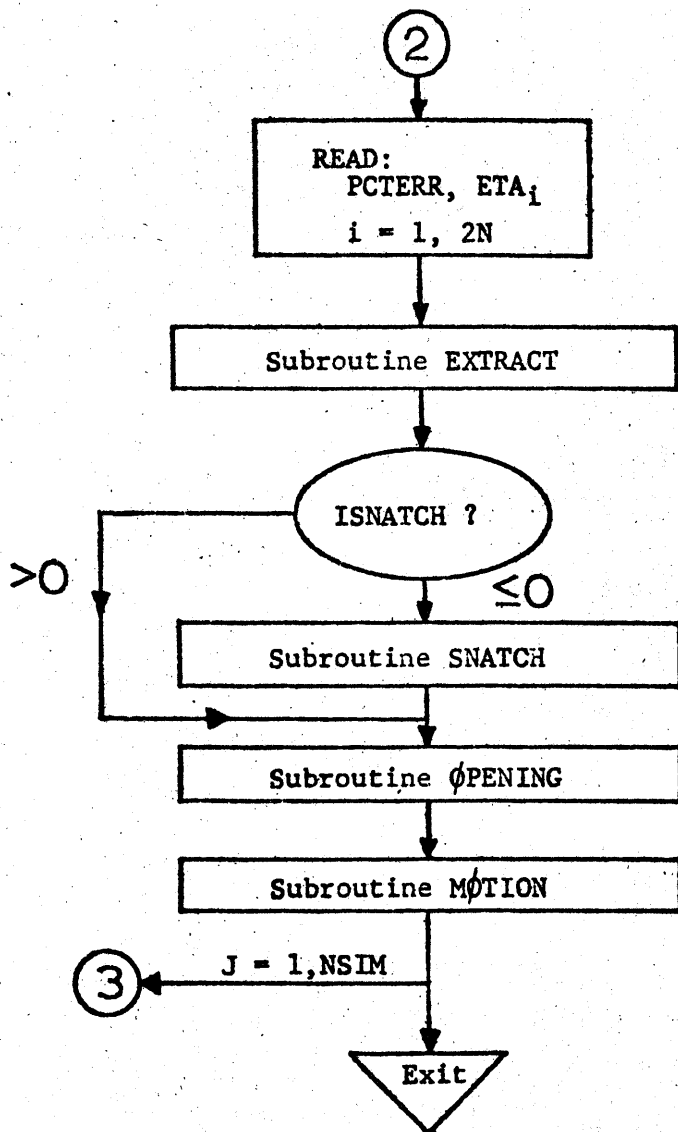 2
READ:
PCTERR, ETAi
i = 1, 2N
Subroutine EXTRACT
ISNATCH ?
>0
≤0
Subroutine SNATCH
Subroutine ØPENING
Subroutine MØTION
J = 1,NSIM
3
Exit